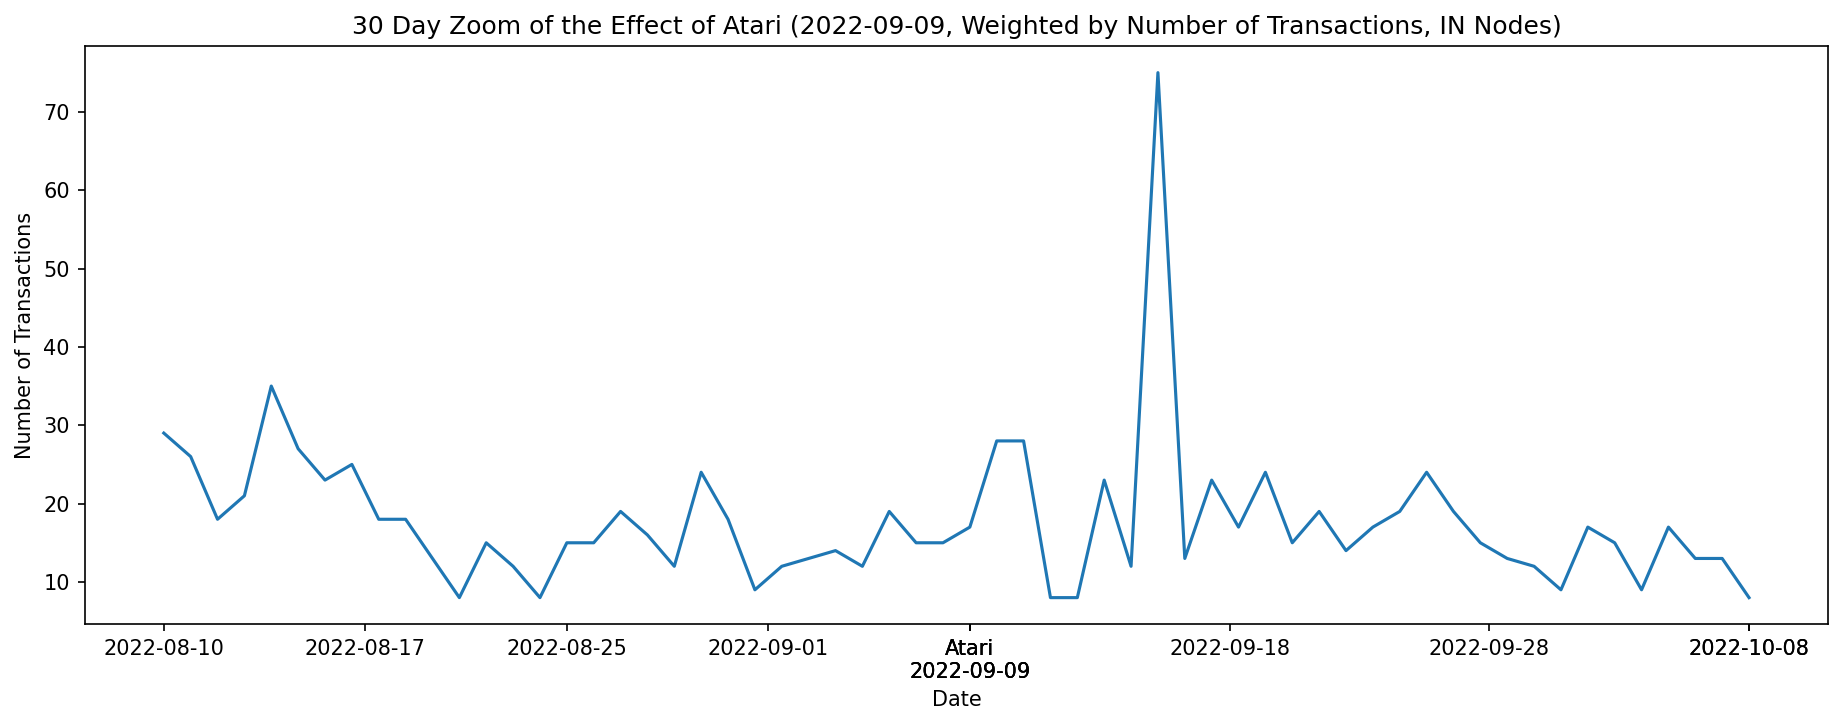 30 Day Zoom of the Effect of Atari (2022-09-09, Weighted by Number of Transactions, IN Nodes)
Number of Transactions
70
60
50
40
30
20
10
2022-08-10 2022-08-17 2022-08-25 2022-09-01 Atari 2022-09-18 2022-09-28 2022-10-08
2022-09-09
Date